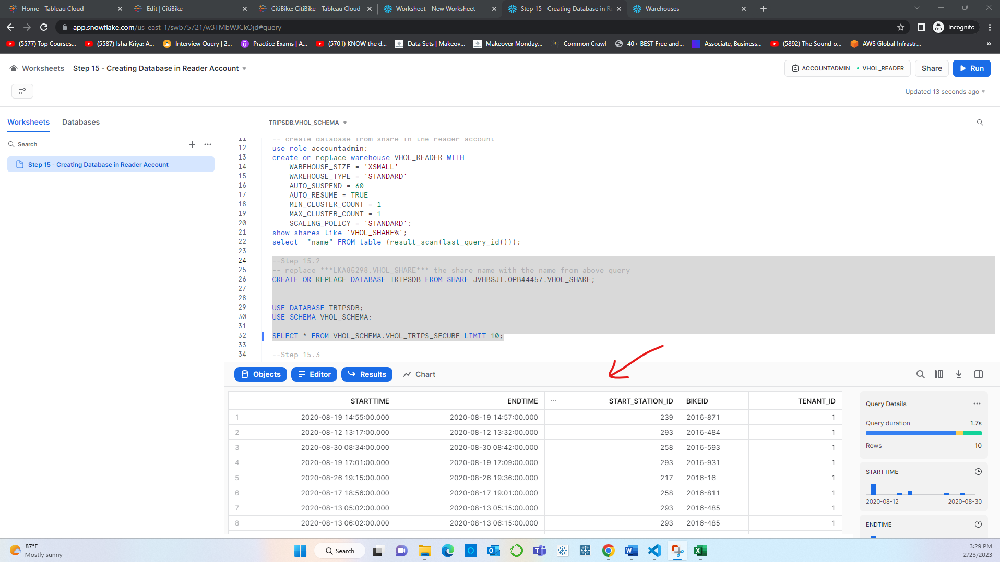 Home - Tableau Cloud
Edit | CitiBike
CitiBike: CitiBike - Tableau Cloud
Worksheet - New Worksheet
Step 15 - Creating Database in Re
Warehouses
app.snowflake.com/us-east-1/swb75721/w3TMbWJCkOjd#query
Incognito
(5577) Top Courses...
(5587) Isha Kriya: A...
Interview Query | 2...
Practice Exams | A...
(5701) KNOW the d...
Data Sets | Makeov...
Makeover Monday...
Common Crawl
40+ BEST Free and...
Associate, Business...
(5892) The Sound o...
AWS Global Infrastr...
»
Worksheets
Step 15 - Creating Database in Reader Account
ACCOUNTADMIN • VHOL_READER
Share
Run
Updated 13 seconds ago
Worksheets
Databases
Search
Step 15 - Creating Database in Reader Account
TRIPSDB.VHOL_SCHEMA
11 -- create database from share in the reader account
12 use role accountadmin;
13 create or replace warehouse VHOL_READER WITH
14 WAREHOUSE_SIZE = 'XSMALL'
15 WAREHOUSE_TYPE = 'STANDARD'
16 AUTO_SUSPEND = 60
17 AUTO_RESUME = TRUE
18 MIN_CLUSTER_COUNT = 1
19 MAX_CLUSTER_COUNT = 1
20 SCALING_POLICY = 'STANDARD';
21 show shares like 'VHOL_SHARE%';
22 select "name" FROM table (result_scan(last_query_id()));
23
24 --Step 15.2
25 -- replace ***LKA85298.VHOL_SHARE*** the share name with the name from above query
26 CREATE OR REPLACE DATABASE TRIPSDB FROM SHARE JVHBSJT.OPB44457.VHOL_SHARE;
27
28
29 USE DATABASE TRIPSDB;
30 USE SCHEMA VHOL_SCHEMA;
31
32 SELECT * FROM VHOL_SCHEMA.VHOL_TRIPS_SECURE LIMIT 10;
33
34 --Step 15.3
Objects
Editor
Results
Chart
STARTTIME ENDTIME ... START_STATION_ID BIKEID TENANT_ID
1 2020-08-19 14:55:00.000 2020-08-19 14:57:00.000 239 2016-871 1
2 2020-08-12 13:17:00.000 2020-08-12 13:32:00.000 293 2016-484 1
3 2020-08-30 08:34:00.000 2020-08-30 08:42:00.000 258 2016-593 1
4 2020-08-19 17:01:00.000 2020-08-19 17:09:00.000 293 2016-931 1
5 2020-08-26 19:15:00.000 2020-08-26 19:36:00.000 217 2016-16 1
6 2020-08-17 18:56:00.000 2020-08-17 19:01:00.000 258 2016-811 1
7 2020-08-13 05:02:00.000 2020-08-13 05:15:00.000 293 2016-485 1
8 2020-08-13 06:02:00.000 2020-08-13 06:15:00.000 293 2016-485 1
Query Details
Query duration 1.7s
Rows 10
STARTTIME
2020-08-12 2020-08-30
ENDTIME
87°F
Mostly sunny
Search
3:29 PM
2/23/2023